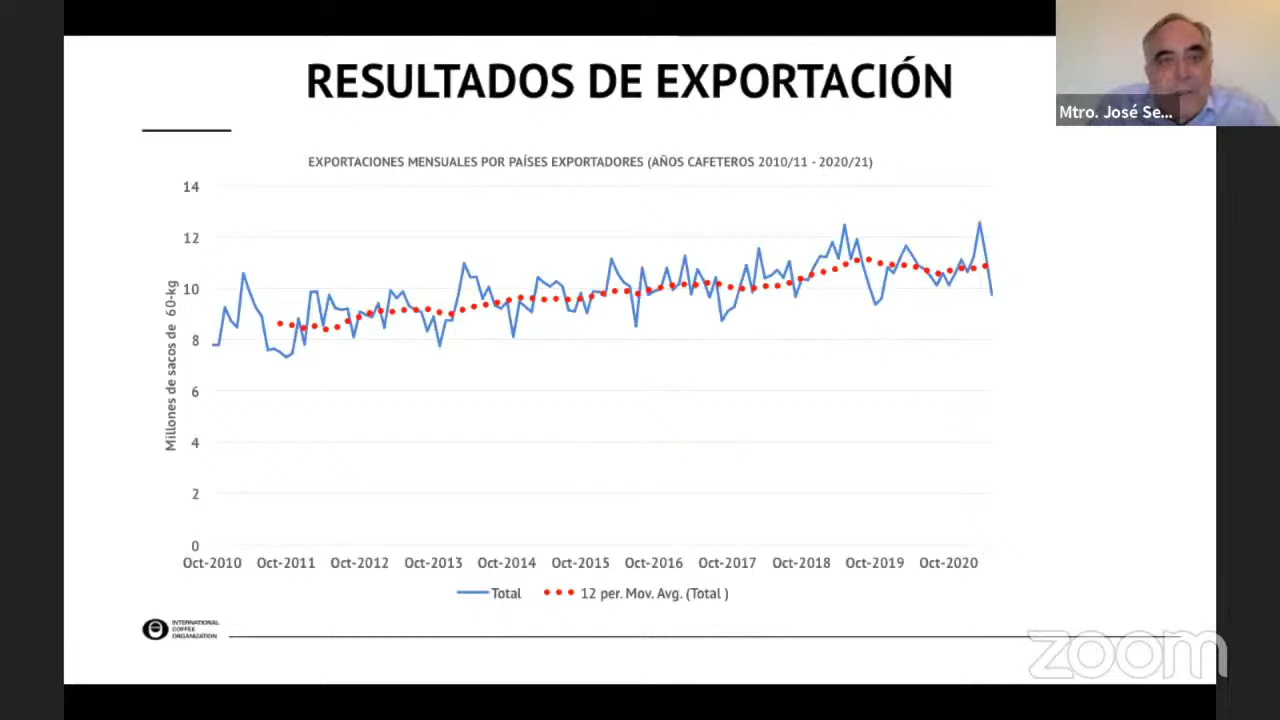 RESULTADOS DE EXPORTACIÓN
Mtro. José Se...
EXPORTACIONES MENSUALES POR PAÍSES EXPORTADORES (AÑOS CAFETEROS 2010/11 - 2020/21)
Millones de sacos de 60-kg
14
12
10
8
6
4
2
0
Oct-2010 Oct-2011 Oct-2012 Oct-2013 Oct-2014 Oct-2015 Oct-2016 Oct-2017 Oct-2018 Oct-2019 Oct-2020
Total 12 per. Mov. Avg. (Total )
INTERNATIONAL
COFFEE
ORGANIZATION
zoom